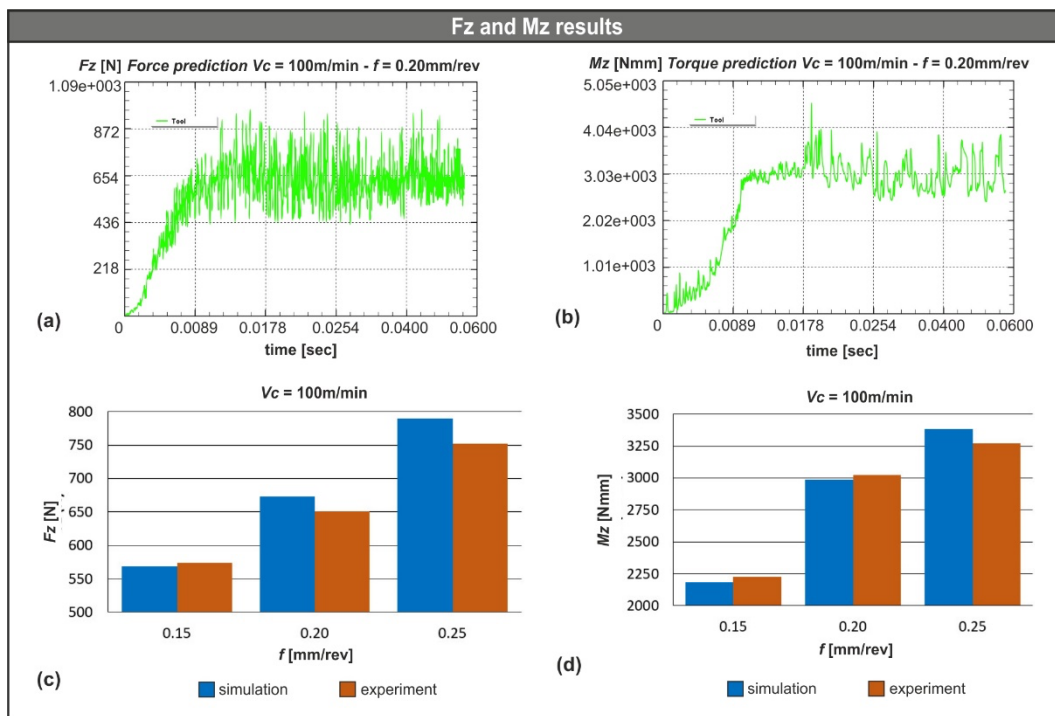 Fz and Mz results
Fz [N] Force prediction Vc = 100m/min - f = 0.20mm/rev
1.09e+003
872
654
436
218
Tool
(a)
0 0.0089 0.0178 0.0254 0.0400 0.0600
time [sec]
Mz [Nmm] Torque prediction Vc = 100m/min - f = 0.20mm/rev
5.05e+003
4.04e+003
3.03e+003
2.02e+003
1.01e+003
Tool
(b)
0 0.0089 0.0178 0.0254 0.0400 0.0600
time [sec]
Vc = 100m/min
800
750
700
650
600
550
500
Fz [N]
0.15 0.20 0.25
f [mm/rev]
(c)
simulation experiment
Vc = 100m/min
3500
3250
3000
2750
2500
2250
2000
Mz [Nmm]
0.15 0.20 0.25
f [mm/rev]
(d)
simulation experiment